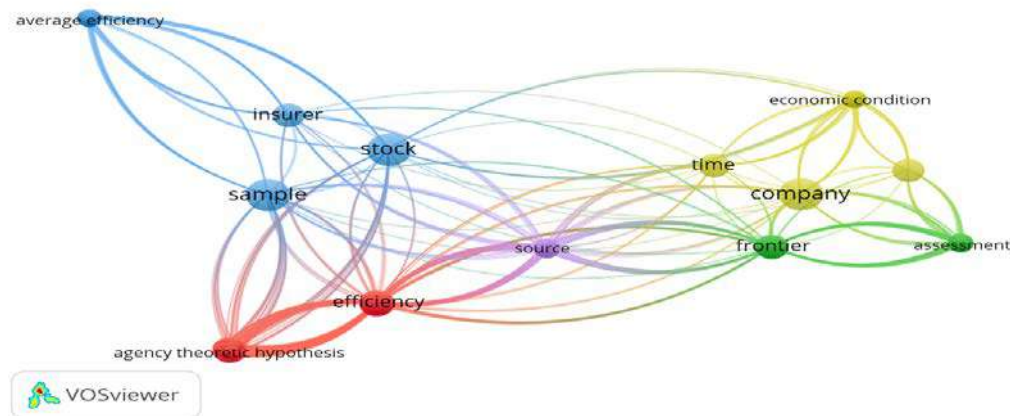 average efficiency
economic condition
insurer
stock
time
sample
company
source
frontier
assessment
efficiency
agency theoretic hypothesis
VOSviewer